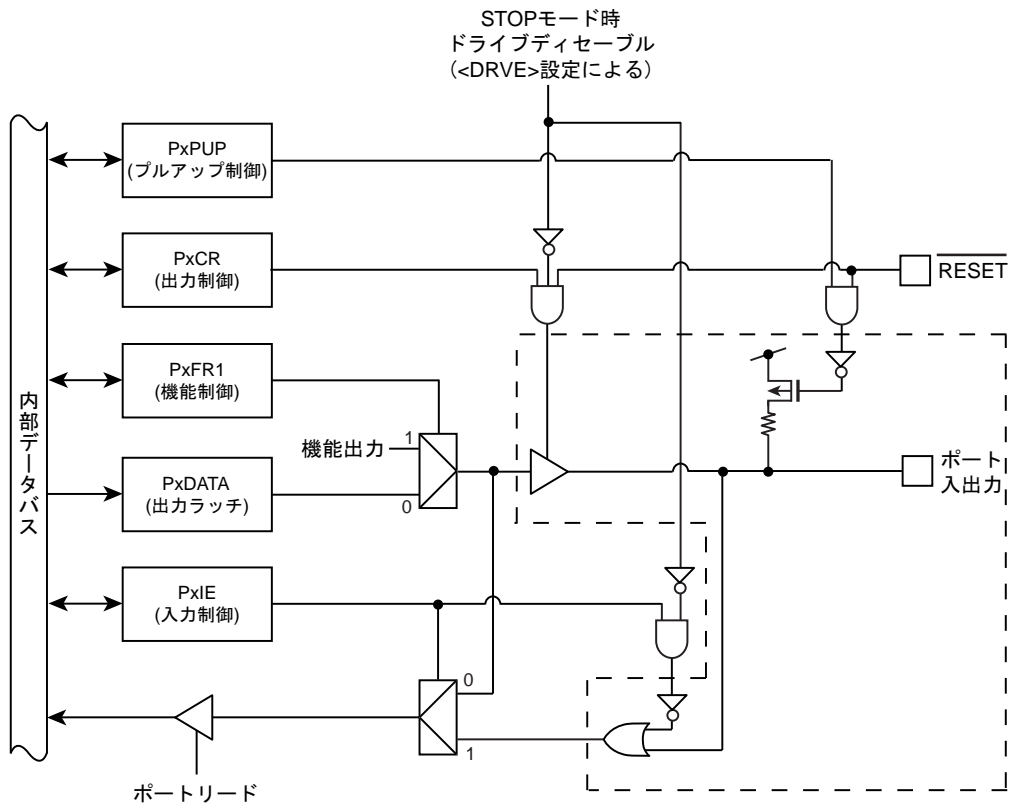 STOPモード時
ドライブディセーブル
(<DRVE>設定による)
PxPUP
(プルアップ制御)
PxCR
(出力制御)
RESET
PxFR1
(機能制御)
内部データバス
機能出力
1
PxDATA
(出力ラッチ)
0
ポート
入出力
PxIE
(入力制御)
0
1
ポートリード